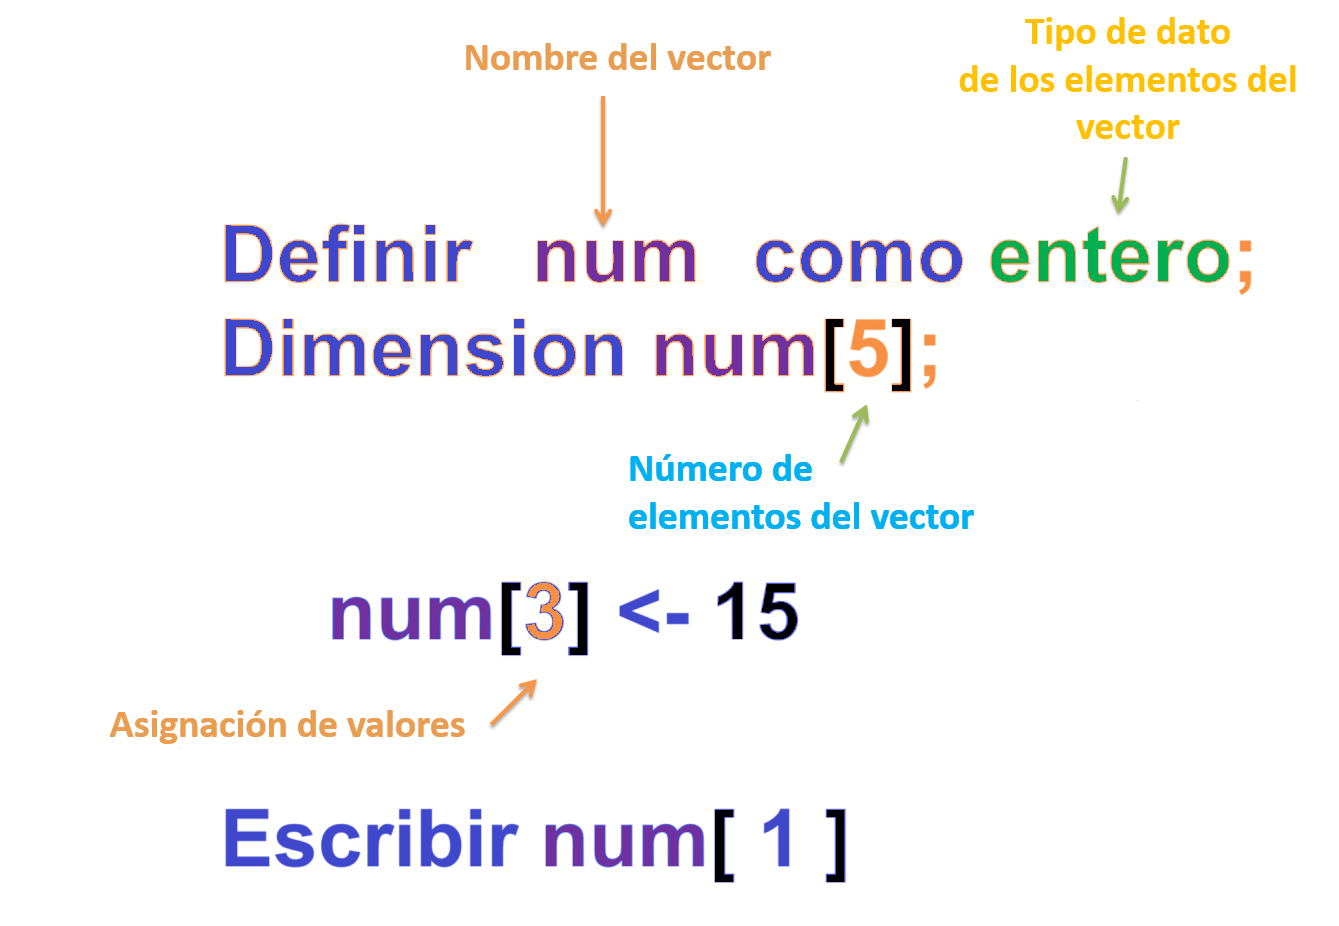 Nombre del vector
Tipo de dato
de los elementos del
vector
Definir num como entero;
Dimension num[5];
Número de
elementos del vector
num[3] <- 15
Asignación de valores
Escribir num[ 1 ]